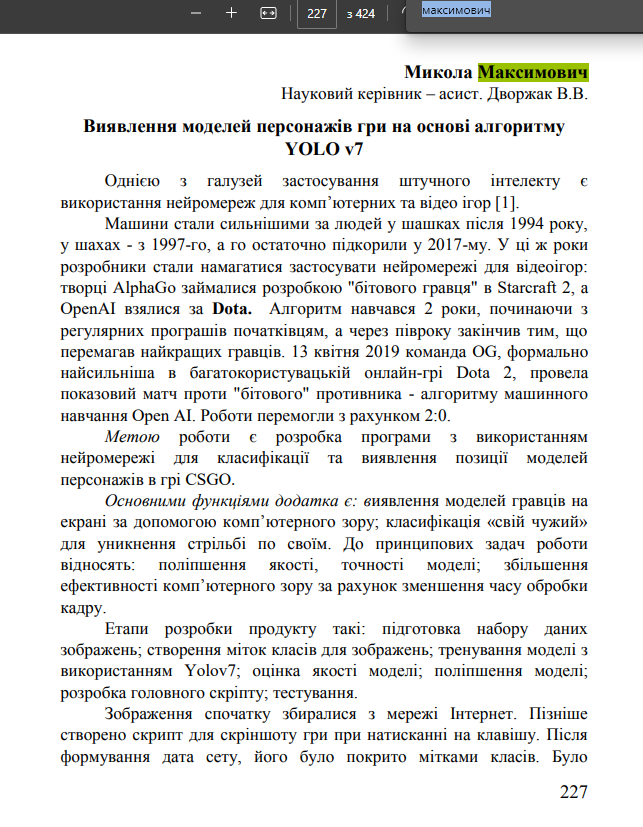 227 з 424
максимович
Микола Максимович
Науковий керівник – асист. Дворжак В.В.
Виявлення моделей персонажів гри на основі алгоритму
YOLO v7
Однією з галузей застосування штучного інтелекту є
використання нейромереж для комп’ютерних та відео ігор [1].
Машини стали сильнішими за людей у шашках після 1994 року,
у шахах - з 1997-го, а го остаточно підкорили у 2017-му. У ці ж роки
розробники стали намагатися застосувати нейромережі для відеоігор:
творці AlphaGo займалися розробкою "бітового гравця" в Starcraft 2, а
OpenAI взялися за Dota. Алгоритм навчався 2 роки, починаючи з
регулярних програшів початківцям, а через півроку закінчив тим, що
перемагав найкращих гравців. 13 квітня 2019 команда OG, формально
найсильніша в багатокористувацькій онлайн-грі Dota 2, провела
показовий матч проти "бітового" противника - алгоритму машинного
навчання Open AI. Роботи перемогли з рахунком 2:0.
Метою роботи є розробка програми з використанням
нейромережі для класифікації та виявлення позиції моделей
персонажів в грі CSGO.
Основними функціями додатка є: виявлення моделей гравців на
екрані за допомогою комп’ютерного зору; класифікація «свій чужий»
для уникнення стрільби по своїм. До принципових задач роботи
відносять: поліпшення якості, точності моделі; збільшення
ефективності комп’ютерного зору за рахунок зменшення часу обробки
кадру.
Етапи розробки продукту такі: підготовка набору даних
зображень; створення міток класів для зображень; тренування моделі з
використанням Yolov7; оцінка якості моделі; поліпшення моделі;
розробка головного скрипту; тестування.
Зображення спочатку збиралися з мережі Інтернет. Пізніше
створено скрипт для скріншоту гри при натисканні на клавішу. Після
формування дата сету, його було покрито мітками класів. Було
227